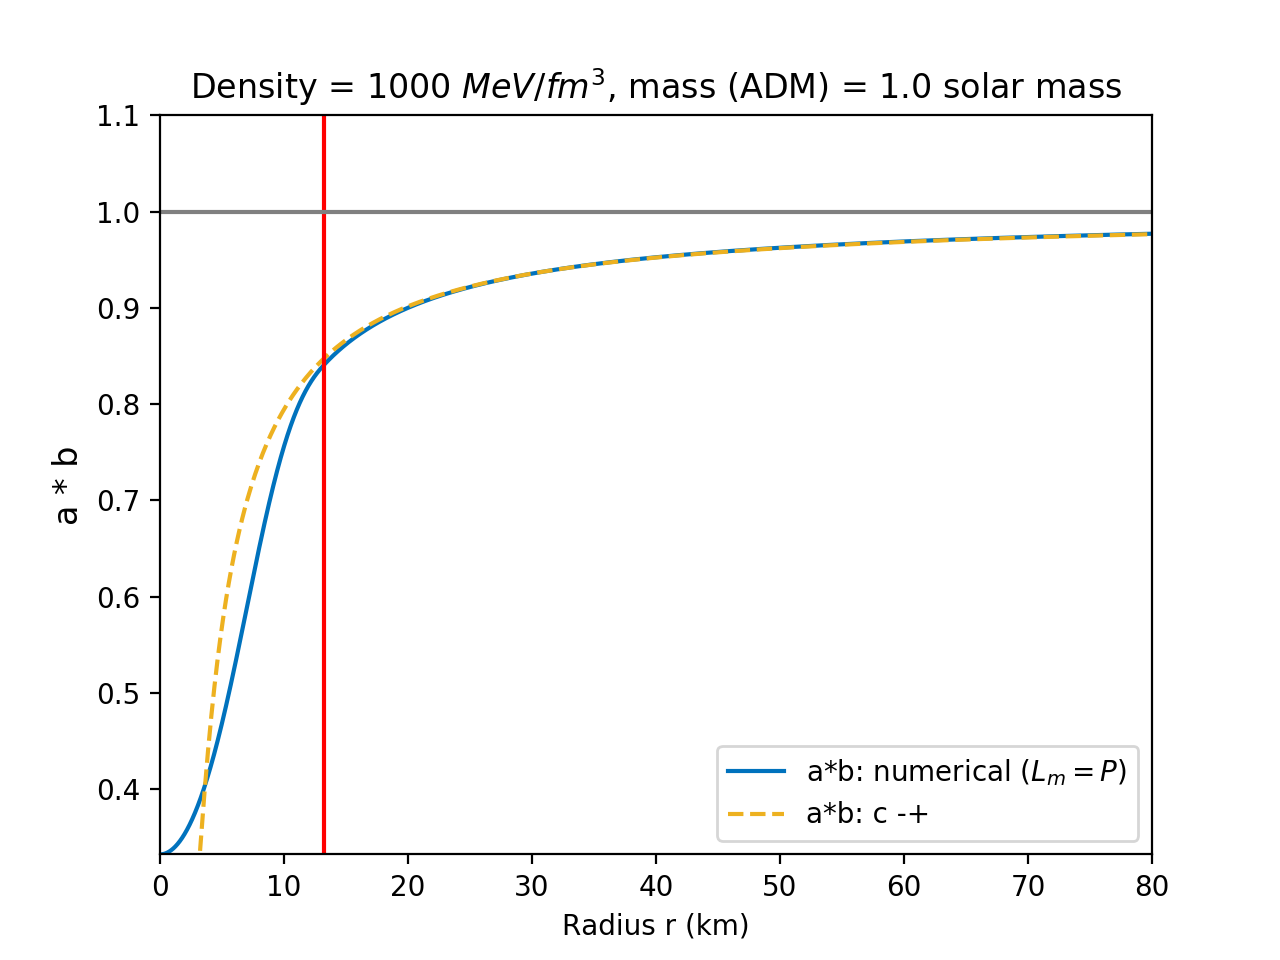 Density = 1000 MeV/fm³, mass (ADM) = 1.0 solar mass
1.1
1.0
0.9
0.8
0.7
0.6
0.5
0.4
a * b
a*b: numerical (Lₘ = P)
a*b: c -+
0 10 20 30 40 50 60 70 80
Radius r (km)